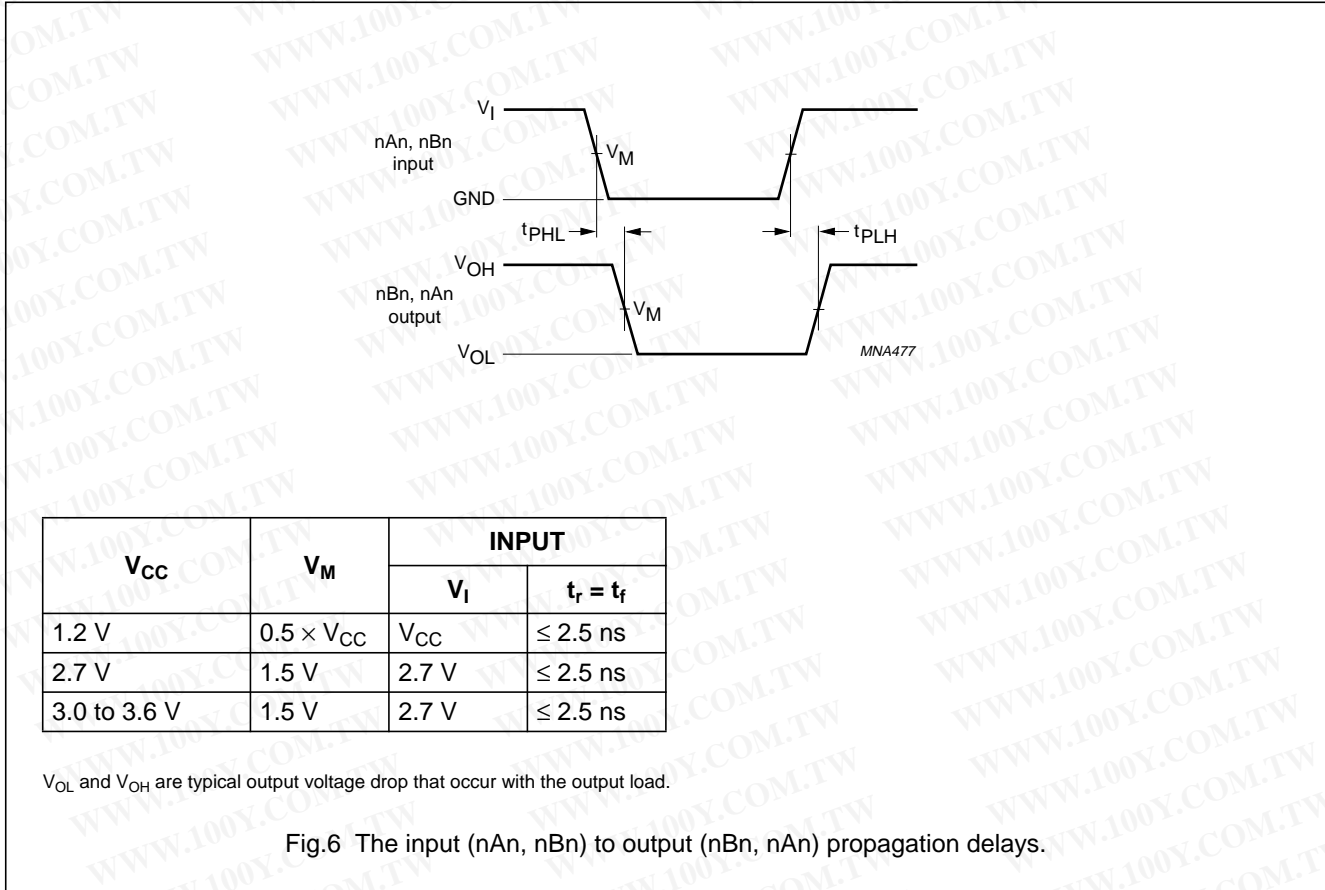 V_I
nAn, nBn
input
V_M
GND
t_PHL
t_PLH
V_OH
nBn, nAn
output
V_M
V_OL
MNA477
V_CC V_M INPUT
V_I t_r = t_f
1.2 V 0.5 × V_CC V_CC ≤ 2.5 ns
2.7 V 1.5 V 2.7 V ≤ 2.5 ns
3.0 to 3.6 V 1.5 V 2.7 V ≤ 2.5 ns
V_OL and V_OH are typical output voltage drop that occur with the output load.
Fig.6 The input (nAn, nBn) to output (nBn, nAn) propagation delays.
WWW.100Y.COM.TW